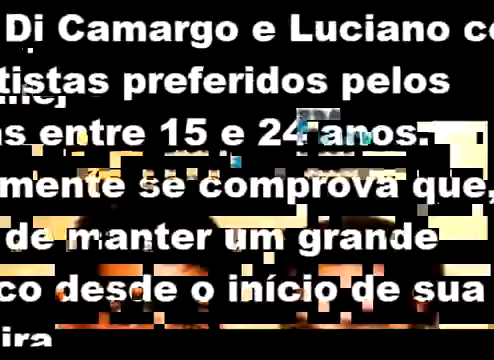 Di Camargo e Luciano co
tistas preferidos pelos
s entre 15 e 24 anos.
mente se comprova que,
de manter um grande
co desde o início de sua
ira